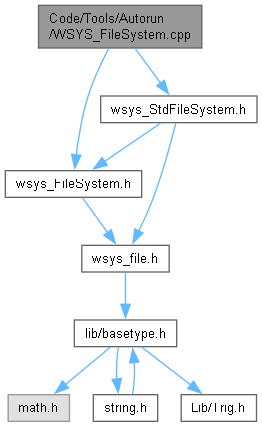 Code/Tools/Autorun
/WSYS_FileSystem.cpp
wsys_StdFileSystem.h
wsys_FileSystem.h
wsys_file.h
lib/basetype.h
math.h
string.h
Lib/Trig.h